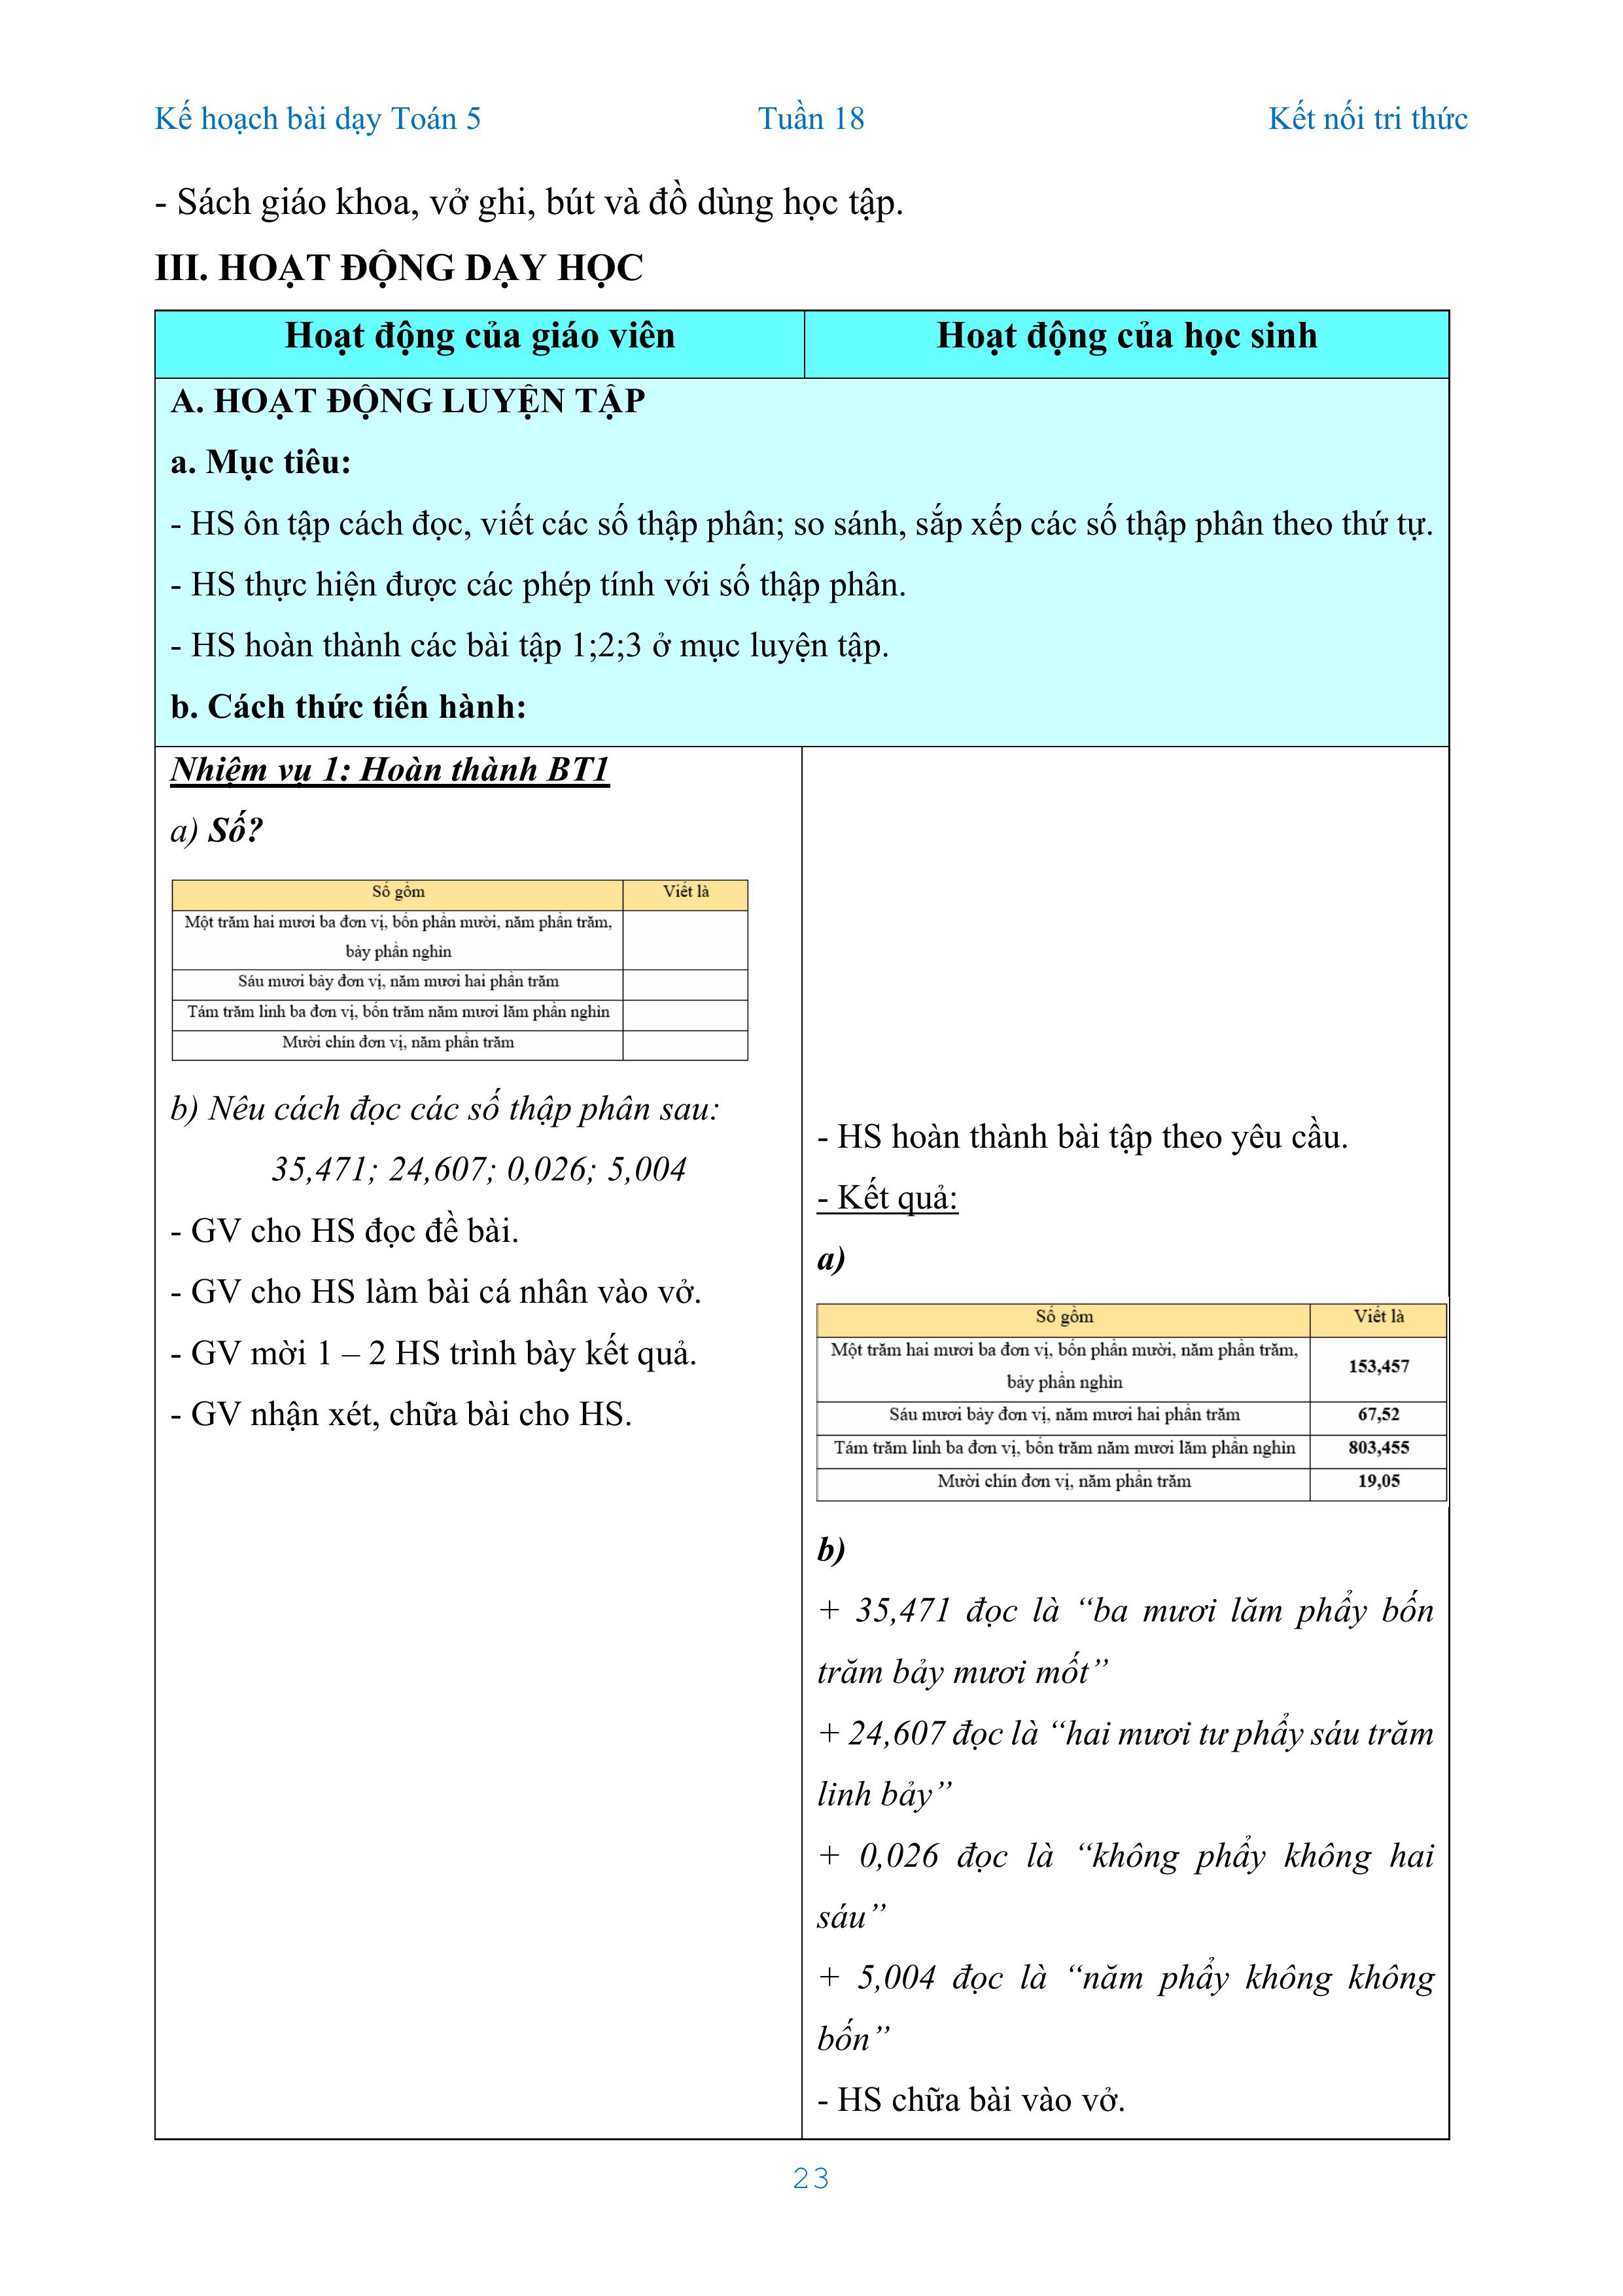 Kế hoạch bài dạy Toán 5 Tuần 18 Kết nối tri thức
- Sách giáo khoa, vở ghi, bút và đồ dùng học tập.
III. HOẠT ĐỘNG DẠY HỌC
Hoạt động của giáo viên Hoạt động của học sinh
A. HOẠT ĐỘNG LUYỆN TẬP
a. Mục tiêu:
- HS ôn tập cách đọc, viết các số thập phân; so sánh, sắp xếp các số thập phân theo thứ tự.
- HS thực hiện được các phép tính với số thập phân.
- HS hoàn thành các bài tập 1;2;3 ở mục luyện tập.
b. Cách thức tiến hành:
Nhiệm vụ 1: Hoàn thành BT1
a) Số?
Số gồm Viết là
Một trăm hai mươi ba đơn vị, bốn phần mười, năm phần trăm,
bảy phần nghìn
Sáu mươi bảy đơn vị, năm mươi hai phần trăm
Tám trăm linh ba đơn vị, bốn trăm năm mươi lăm phần nghìn
Mười chín đơn vị, năm phần trăm
b) Nêu cách đọc các số thập phân sau:
35,471; 24,607; 0,026; 5,004
- GV cho HS đọc đề bài.
- GV cho HS làm bài cá nhân vào vở.
- GV mời 1 – 2 HS trình bày kết quả.
- GV nhận xét, chữa bài cho HS.
- HS hoàn thành bài tập theo yêu cầu.
- Kết quả:
a)
Số gồm Viết là
Một trăm hai mươi ba đơn vị, bốn phần mười, năm phần trăm,
bảy phần nghìn 153,457
Sáu mươi bảy đơn vị, năm mươi hai phần trăm 67,52
Tám trăm linh ba đơn vị, bốn trăm năm mươi lăm phần nghìn 803,455
Mười chín đơn vị, năm phần trăm 19,05
b)
+ 35,471 đọc là “ba mươi lăm phẩy bốn
trăm bảy mươi mốt”
+ 24,607 đọc là “hai mươi tư phẩy sáu trăm
linh bảy”
+ 0,026 đọc là “không phẩy không hai
sáu”
+ 5,004 đọc là “năm phẩy không không
bốn”
- HS chữa bài vào vở.
23